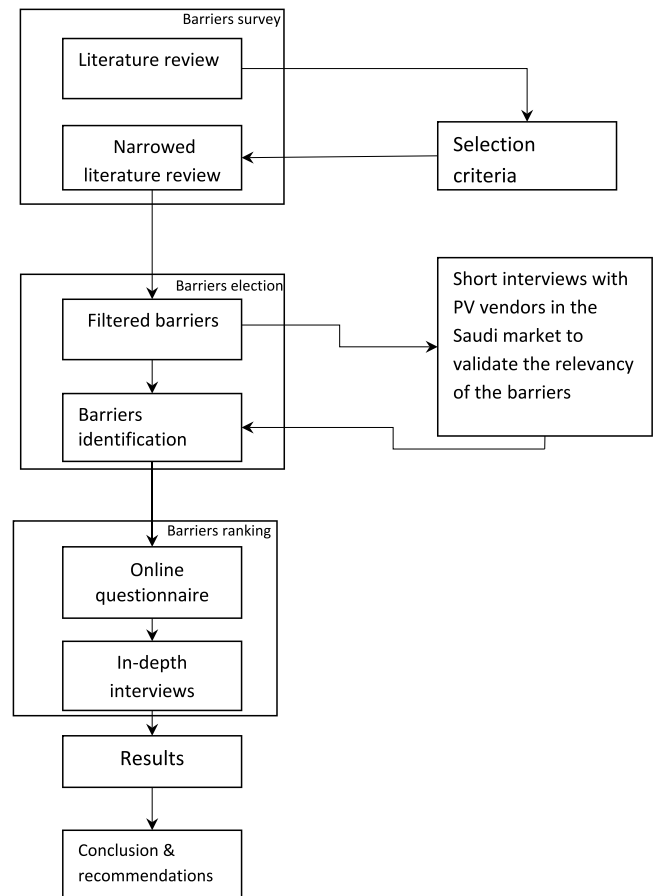 Barriers survey
Literature review
Narrowed
literature review
Selection
criteria
Barriers election
Filtered barriers
Short interviews with
PV vendors in the
Saudi market to
validate the relevancy
of the barriers
Barriers
identification
Barriers ranking
Online
questionnaire
In-depth
interviews
Results
Conclusion &
recommendations